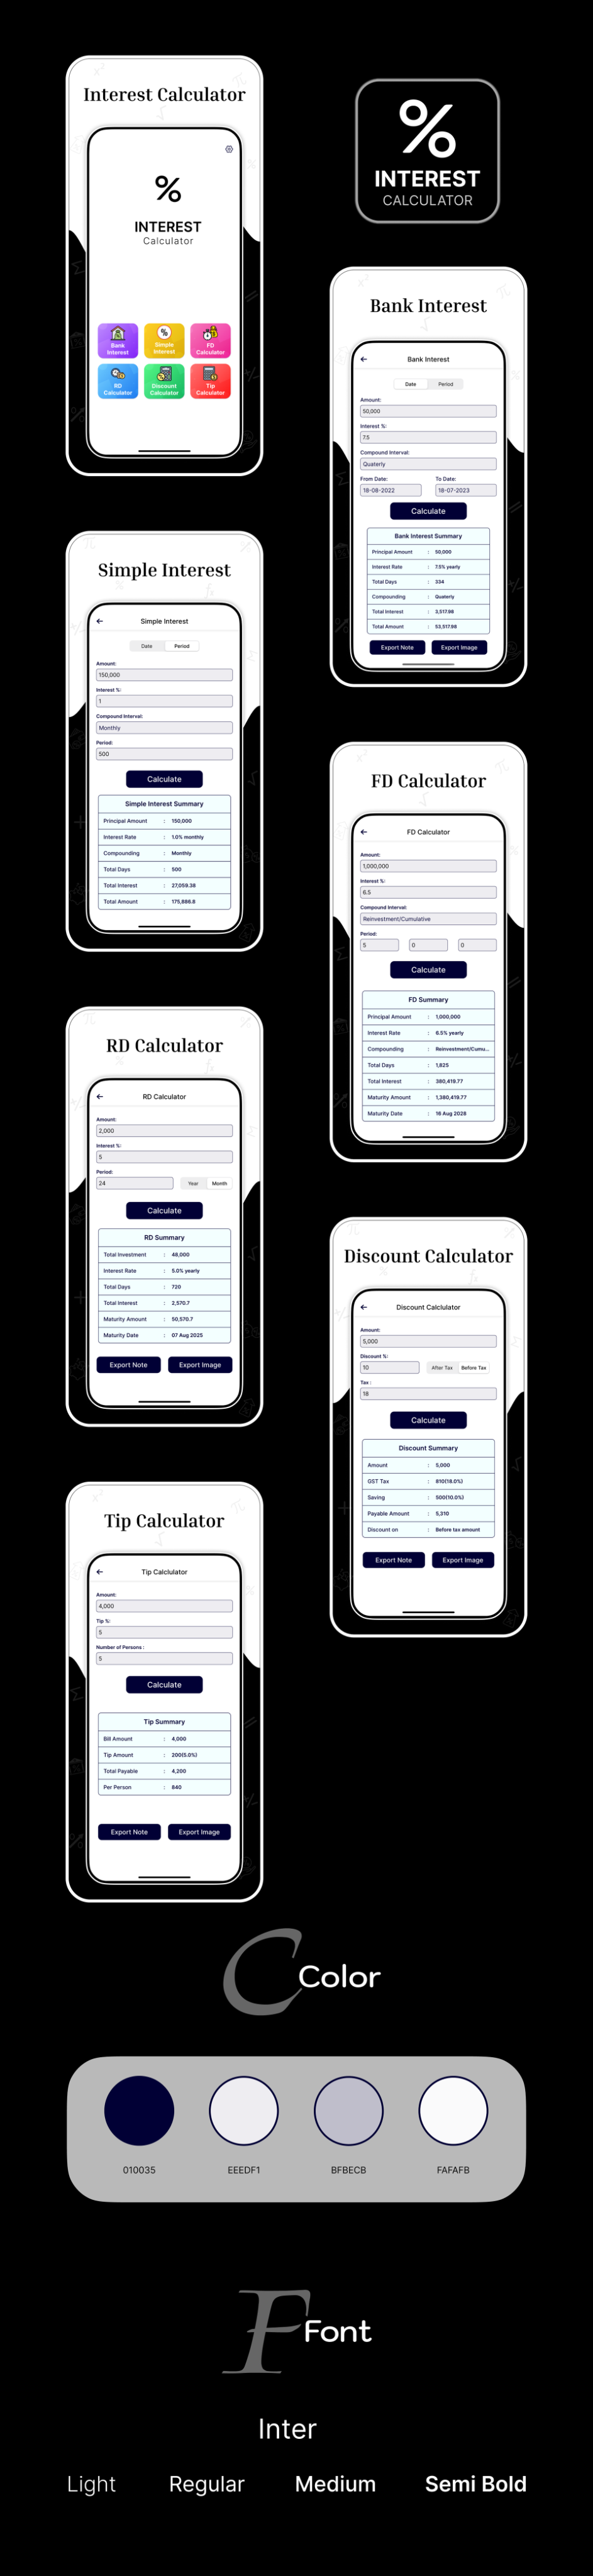 Interest Calculator
%
INTEREST
Calculator
Bank
Interest
%
Simple
Interest
FD
Calculator
RD
Calculator
Discount
Calculator
Tip
Calculator
%
INTEREST
CALCULATOR
Bank Interest
Bank Interest
Date Period
Amount:
50,000
Interest %:
7.5
Compound Interval:
Quaterly
From Date: To Date:
18-08-2022 18-07-2023
Calculate
Bank Interest Summary
Principal Amount : 50,000
Interest Rate : 7.5% yearly
Total Days : 334
Compounding : Quaterly
Total Interest : 3,517.98
Total Amount : 53,517.98
Export Note Export Image
Simple Interest
Simple Interest
Date Period
Amount:
150,000
Interest %:
1
Compound Interval:
Monthly
Period:
500
Calculate
Simple Interest Summary
Principal Amount : 150,000
Interest Rate : 1.0% monthly
Compounding : Monthly
Total Days : 500
Total Interest : 27,059.38
Total Amount : 175,886.8
FD Calculator
FD Calculator
Amount:
1,000,000
Interest %:
6.5
Compound Interval:
Reinvestment/Cumulative
Period:
5 0 0
Calculate
FD Summary
Principal Amount : 1,000,000
Interest Rate : 6.5% yearly
Compounding : Reinvestment/Cumu...
Total Days : 1,825
Total Interest : 380,419.77
Maturity Amount : 1,380,419.77
Maturity Date : 16 Aug 2028
RD Calculator
RD Calculator
Amount:
2,000
Interest %:
5
Period:
24 Year Month
Calculate
RD Summary
Total Investment : 48,000
Interest Rate : 5.0% yearly
Total Days : 720
Total Interest : 2,570.7
Maturity Amount : 50,570.7
Maturity Date : 07 Aug 2025
Export Note Export Image
Discount Calculator
Discount Calclulator
Amount:
5,000
Discount %:
10 After Tax Before Tax
Tax :
18
Calculate
Discount Summary
Amount : 5,000
GST Tax : 810(18.0%)
Saving : 500(10.0%)
Payable Amount : 5,310
Discount on : Before tax amount
Export Note Export Image
Tip Calculator
Tip Calclulator
Amount:
4,000
Tip %:
5
Number of Persons :
5
Calculate
Tip Summary
Bill Amount : 4,000
Tip Amount : 200(5.0%)
Total Payable : 4,200
Per Person : 840
Export Note Export Image
C Color
010035 EEEDF1 BFBECB FAFAFB
F Font
Inter
Light Regular Medium Semi Bold